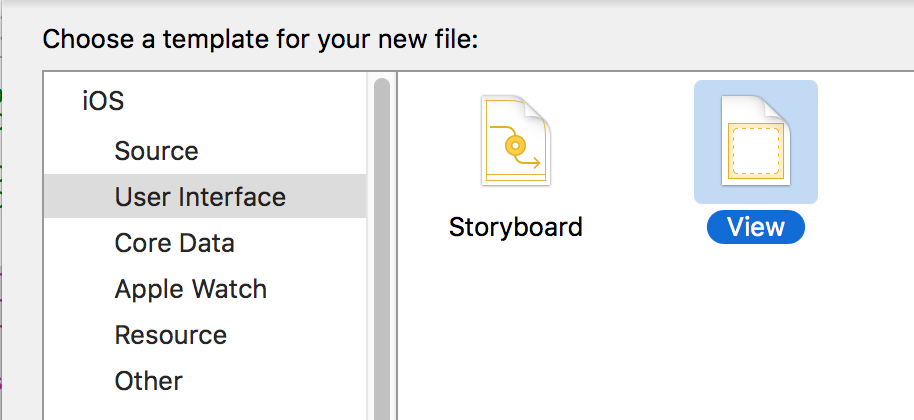 Choose a template for your new file:
iOS
Source
User Interface
Core Data
Apple Watch
Resource
Other
Storyboard
View